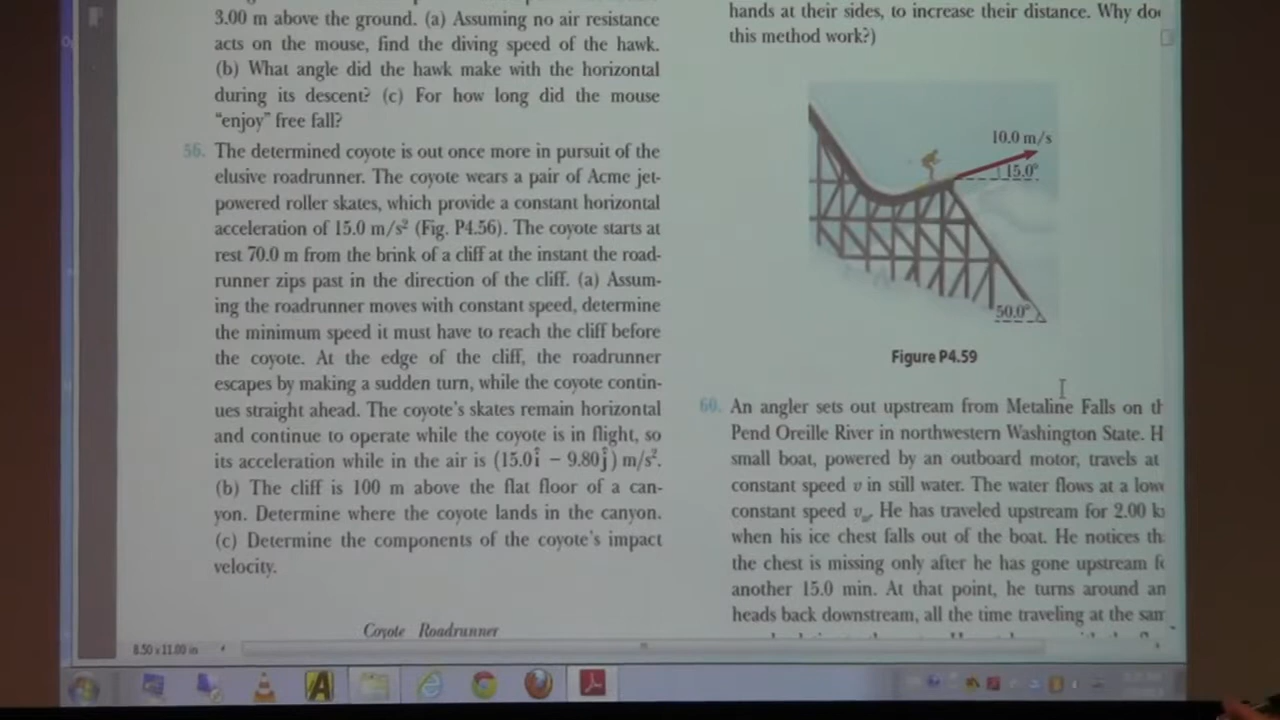 3.00 m above the ground. (a) Assuming no air resistance
acts on the mouse, find the diving speed of the hawk.
(b) What angle did the hawk make with the horizontal
during its descent? (c) For how long did the mouse
“enjoy” free fall?
56. The determined coyote is out once more in pursuit of the
elusive roadrunner. The coyote wears a pair of Acme jet-
powered roller skates, which provide a constant horizontal
acceleration of 15.0 m/s² (Fig. P4.56). The coyote starts at
rest 70.0 m from the brink of a cliff at the instant the road-
runner zips past in the direction of the cliff. (a) Assum-
ing the roadrunner moves with constant speed, determine
the minimum speed it must have to reach the cliff before
the coyote. At the edge of the cliff, the roadrunner
escapes by making a sudden turn, while the coyote contin-
ues straight ahead. The coyote’s skates remain horizontal
and continue to operate while the coyote is in flight, so
its acceleration while in the air is (15.0î − 9.80ĵ) m/s².
(b) The cliff is 100 m above the flat floor of a can-
yon. Determine where the coyote lands in the canyon.
(c) Determine the components of the coyote’s impact
velocity.
Coyote Roadrunner
8.50 x 11.00 in
hands at their sides, to increase their distance. Why do
this method work?)
10.0 m/s
15.0°
50.0°
Figure P4.59
60. An angler sets out upstream from Metaline Falls on th
Pend Oreille River in northwestern Washington State. H
small boat, powered by an outboard motor, travels at
constant speed v in still water. The water flows at a low
constant speed v_w. He has traveled upstream for 2.00 k
when his ice chest falls out of the boat. He notices th
the chest is missing only after he has gone upstream f
another 15.0 min. At that point, he turns around an
heads back downstream, all the time traveling at the sam